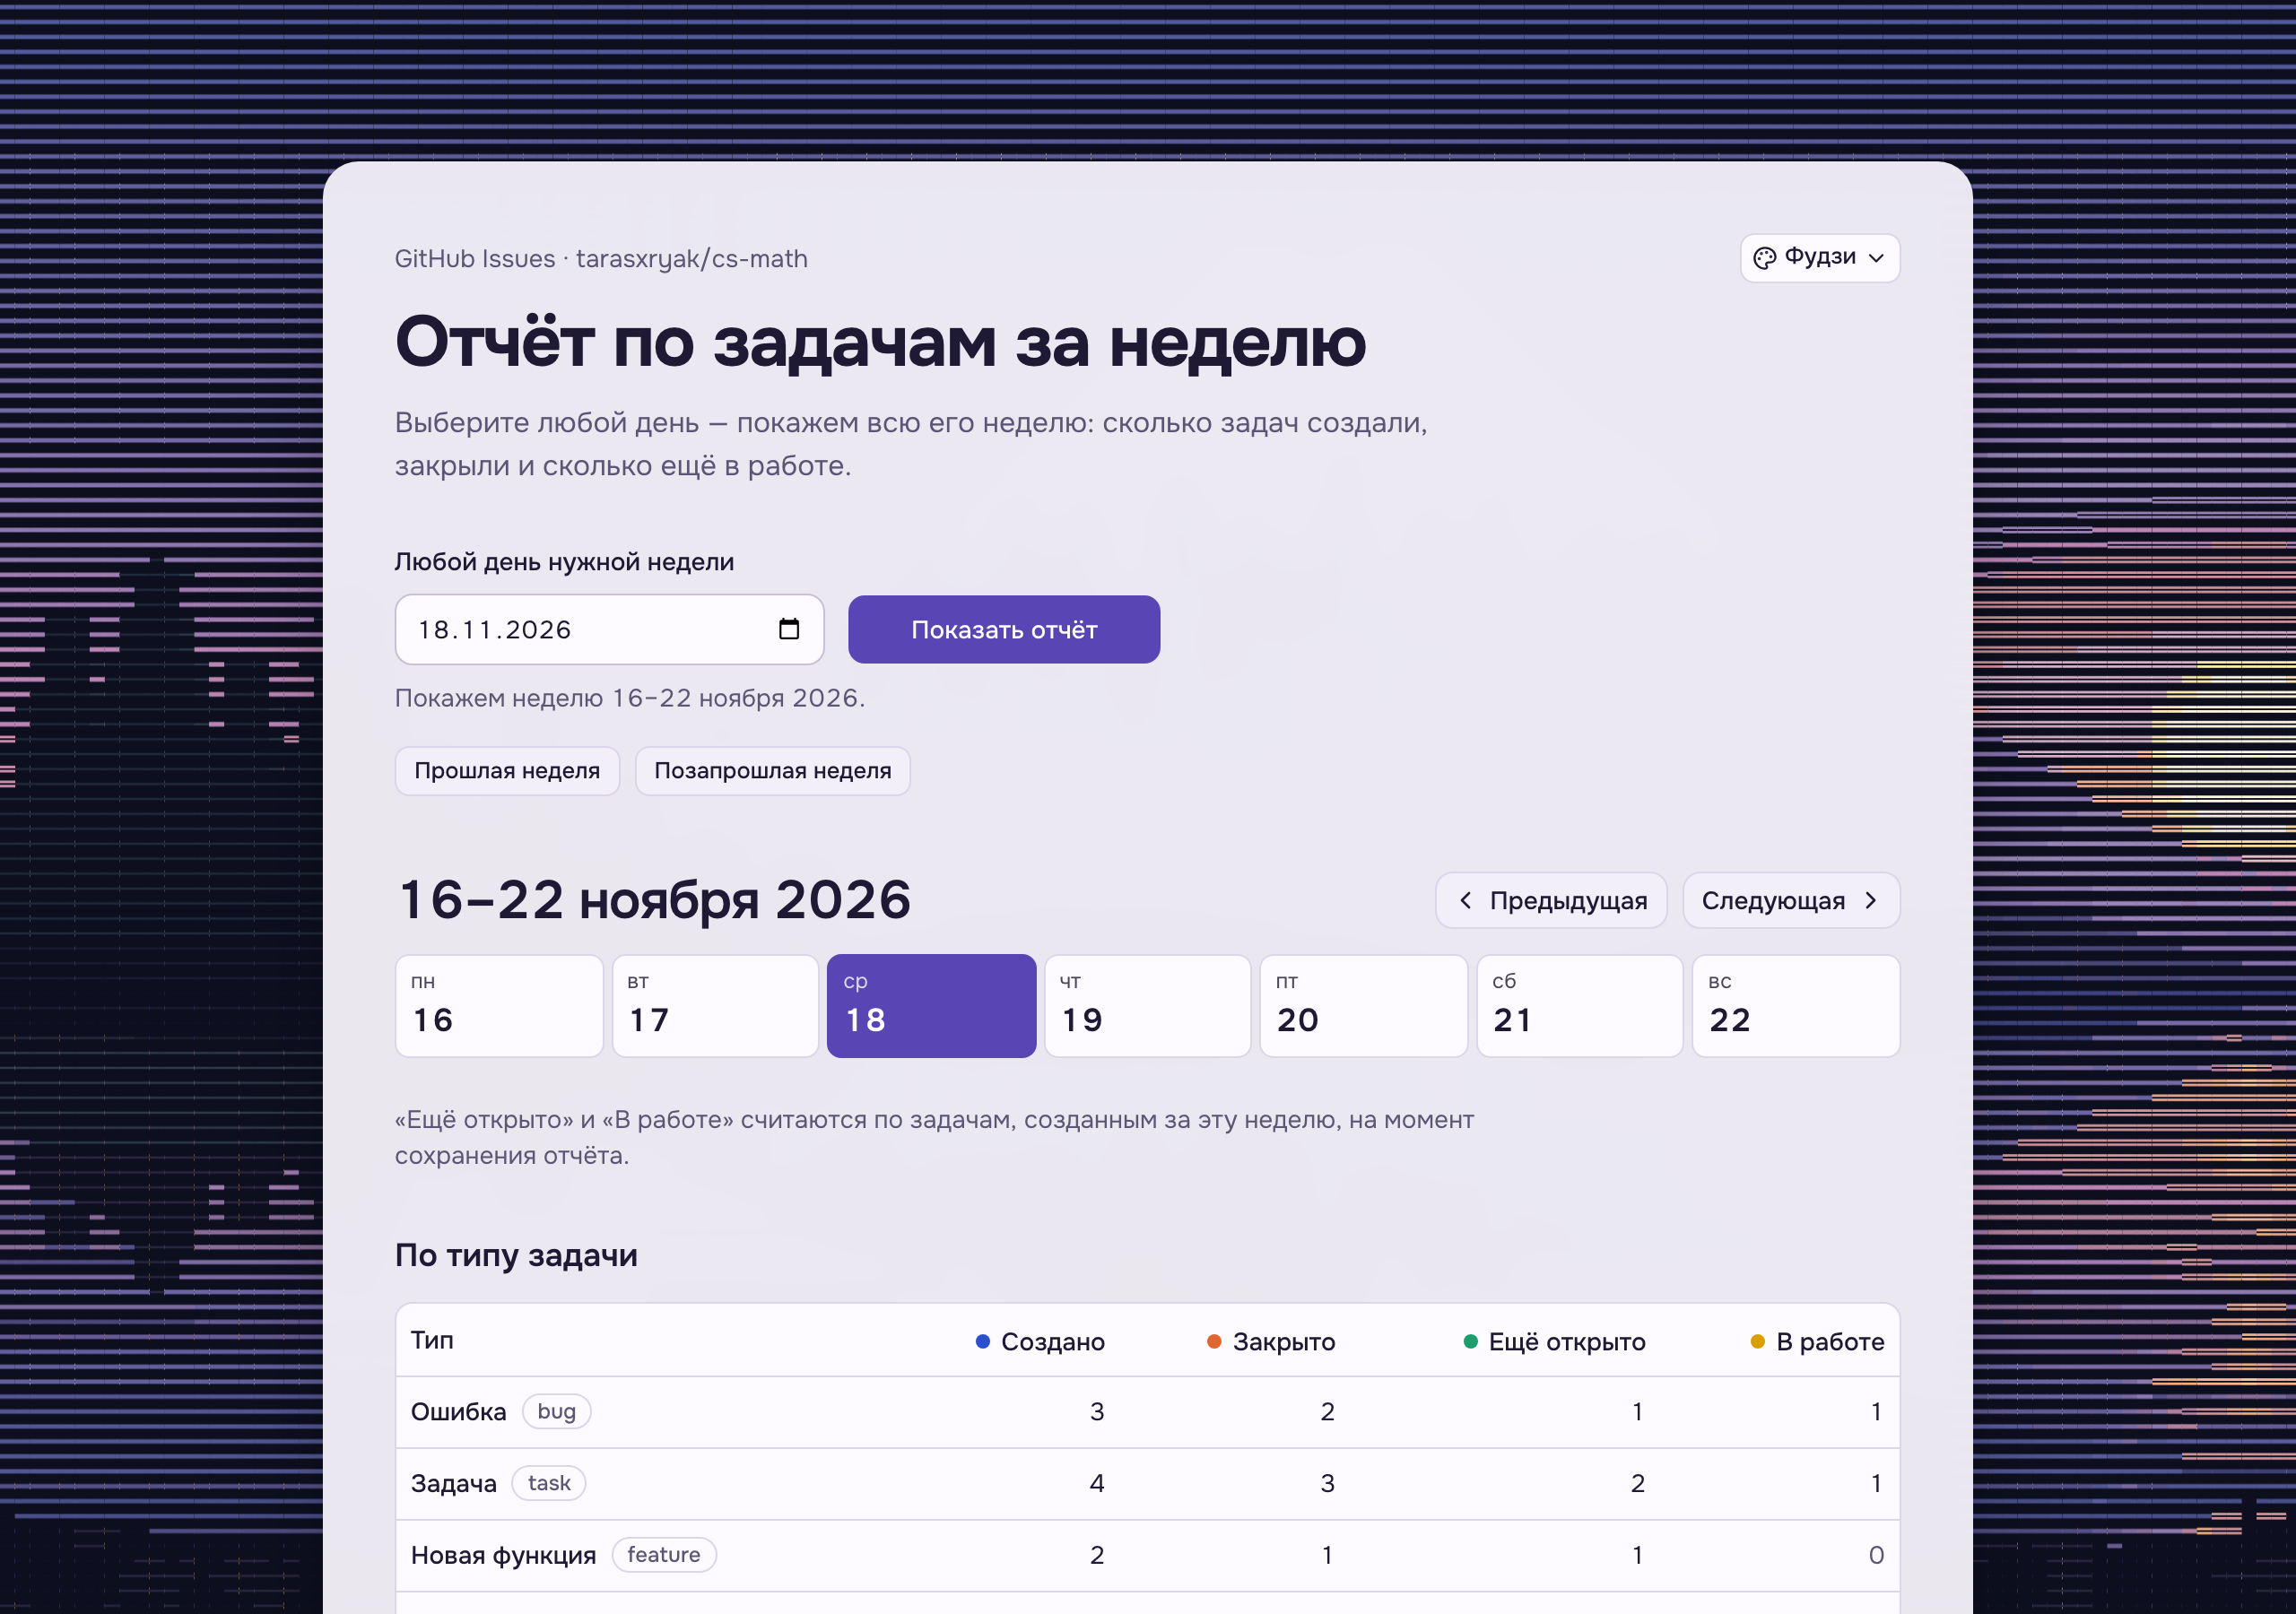 GitHub Issues · tarasxryak/cs-math
Фудзи
Отчёт по задачам за неделю
Выберите любой день — покажем всю его неделю: сколько задач создали,
закрыли и сколько ещё в работе.
Любой день нужной недели
18.11.2026
Показать отчёт
Покажем неделю 16–22 ноября 2026.
Прошлая неделя
Позапрошлая неделя
16–22 ноября 2026
Предыдущая
Следующая
пн
16
вт
17
ср
18
чт
19
пт
20
сб
21
вс
22
«Ещё открыто» и «В работе» считаются по задачам, созданным за эту неделю, на момент
сохранения отчёта.
По типу задачи
Тип Создано Закрыто Ещё открыто В работе
Ошибка bug 3 2 1 1
Задача task 4 3 2 1
Новая функция feature 2 1 1 0